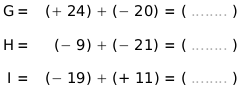 G = (+ 24) + (− 20) = ( ........ )
H = (− 9) + (− 21) = ( ........ )
I = (− 19) + (+ 11) = ( ........ )